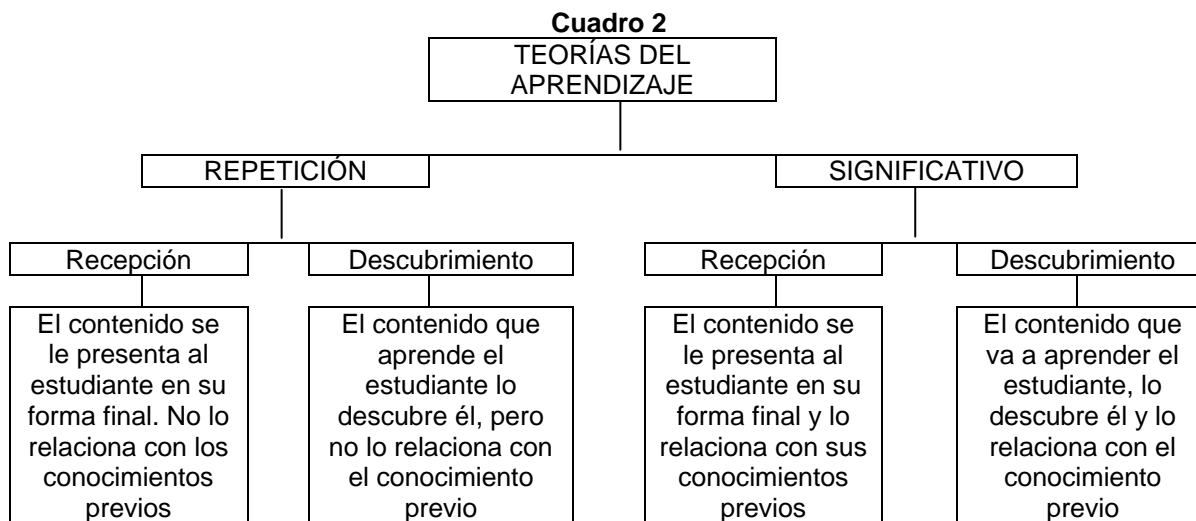 Cuadro 2
TEORÍAS DEL
APRENDIZAJE
REPETICIÓN
SIGNIFICATIVO
Recepción
Descubrimiento
Recepción
Descubrimiento
El contenido se
le presenta al
estudiante en su
forma final. No lo
relaciona con los
conocimientos
previos
El contenido que
aprende el
estudiante lo
descubre él, pero
no lo relaciona con
el conocimiento
previo
El contenido se
le presenta al
estudiante en su
forma final y lo
relaciona con sus
conocimientos
previos
El contenido que
va a aprender el
estudiante, lo
descubre él y lo
relaciona con el
conocimiento
previo